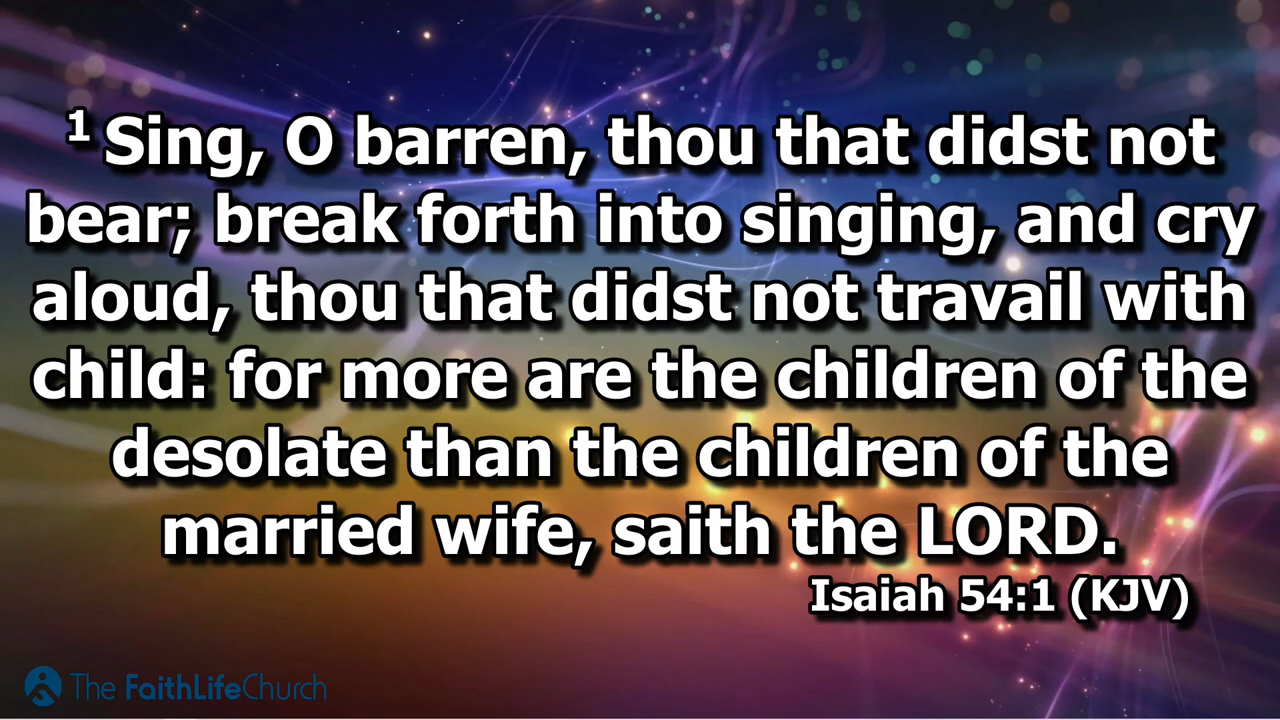 1 Sing, O barren, thou that didst not
bear; break forth into singing, and cry
aloud, thou that didst not travail with
child: for more are the children of the
desolate than the children of the
married wife, saith the LORD.
Isaiah 54:1 (KJV)
The FaithLifeChurch